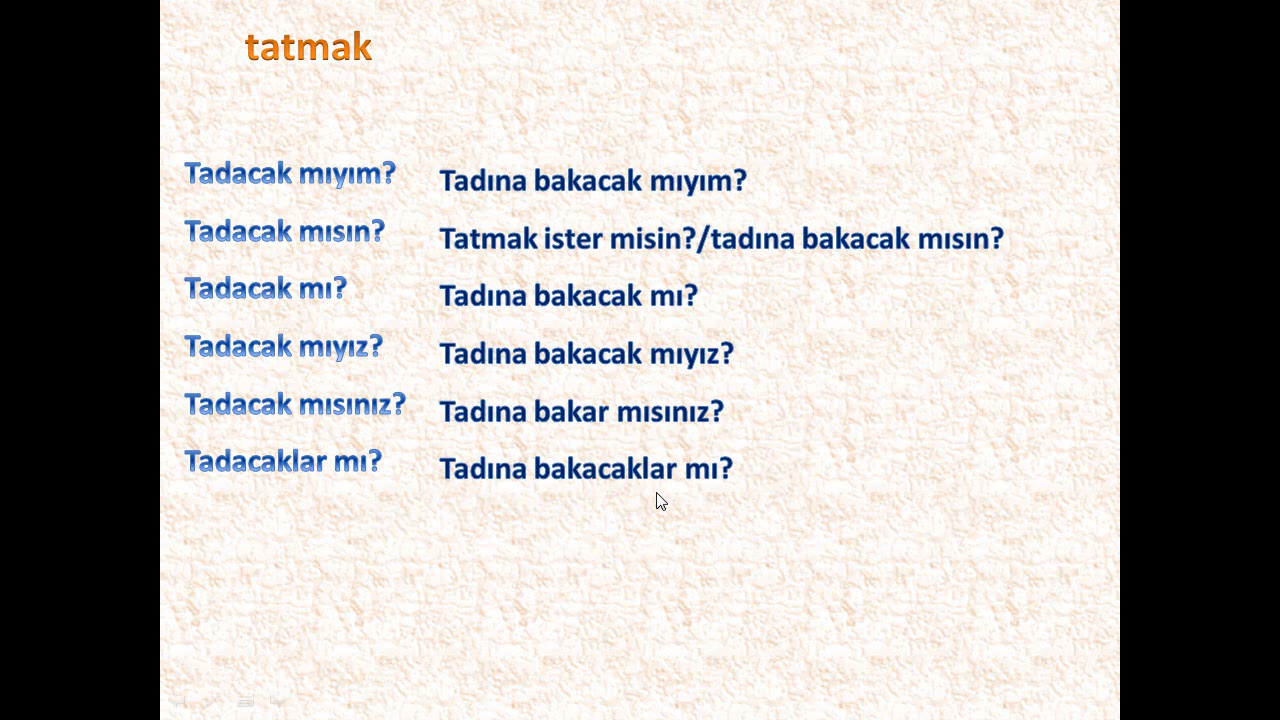 tatmak
Tadacak mıyım?
Tadına bakacak mıyım?
Tadacak mısın?
Tatmak ister misin?/tadına bakacak mısın?
Tadacak mı?
Tadına bakacak mı?
Tadacak mıyız?
Tadına bakacak mıyız?
Tadacak mısınız?
Tadına bakar mısınız?
Tadacaklar mı?
Tadına bakacaklar mı?